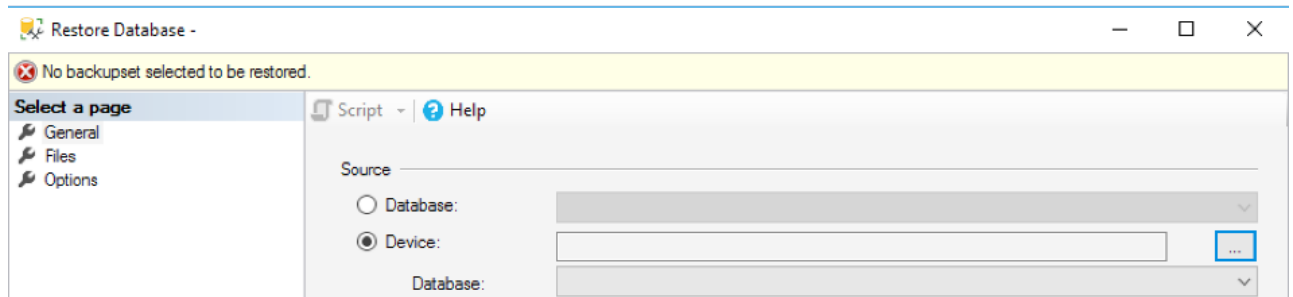 Restore Database -
No backupset selected to be restored.
Select a page
General
Files
Options
Script
Help
Source
Database:
Device:
...
Database: